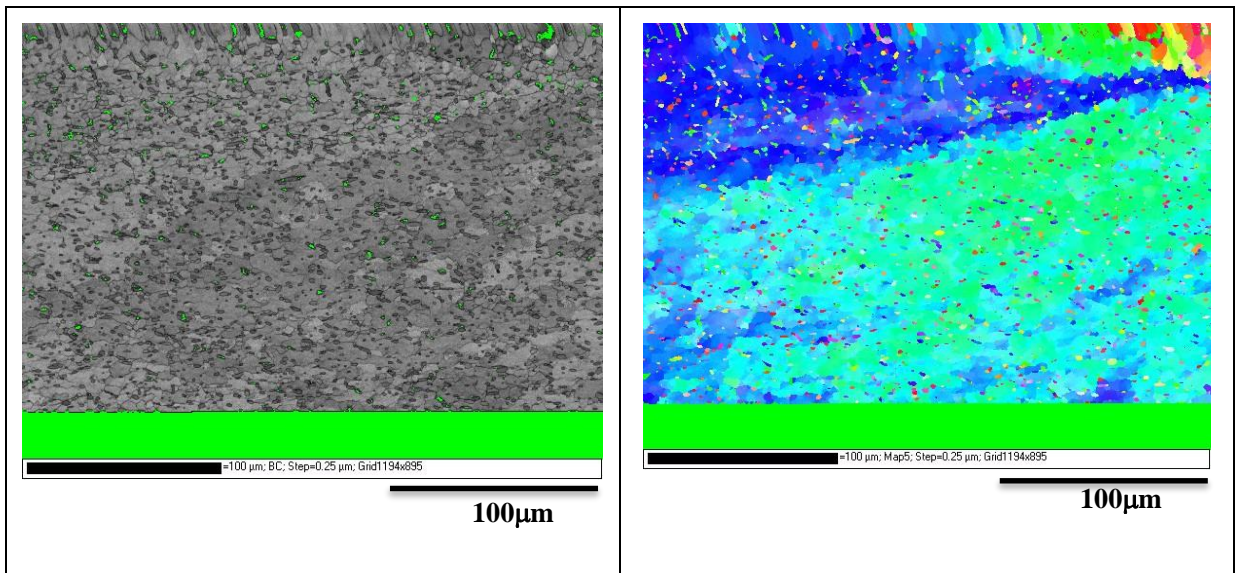 =100 µm; BC; Step=0.25 µm; Grid1194x895
100µm
=100 µm; Map5; Step=0.25 µm; Grid1194x895
100µm